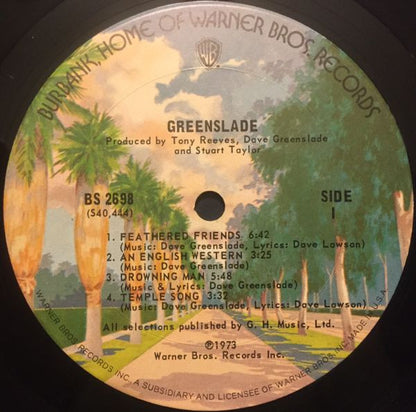 BURBANK, HOME OF WARNER BROS. RECORDS
WB
GREENSLADE
Produced by Tony Reeves, Dave Greenslade
and Stuart Taylor
BS 2698
(S40,444)
SIDE
1
1. FEATHERED FRIENDS 6:42
(Music: Dave Greenslade, Lyrics: Dave Lawson)
2. AN ENGLISH WESTERN 3:25
(Music: Dave Greenslade)
3. DROWNING MAN 5:48
(Music & Lyrics: Dave Greenslade)
4. TEMPLE SONG 3:32
(Music: Dave Greenslade, Lyrics: Dave Lawson)
All selections published by G. H. Music, Ltd.
℗1973
Warner Bros. Records Inc.
WARNER BROS. RECORDS INC., A SUBSIDIARY AND LICENSEE OF WARNER BROS. INC. MADE IN U.S.A.